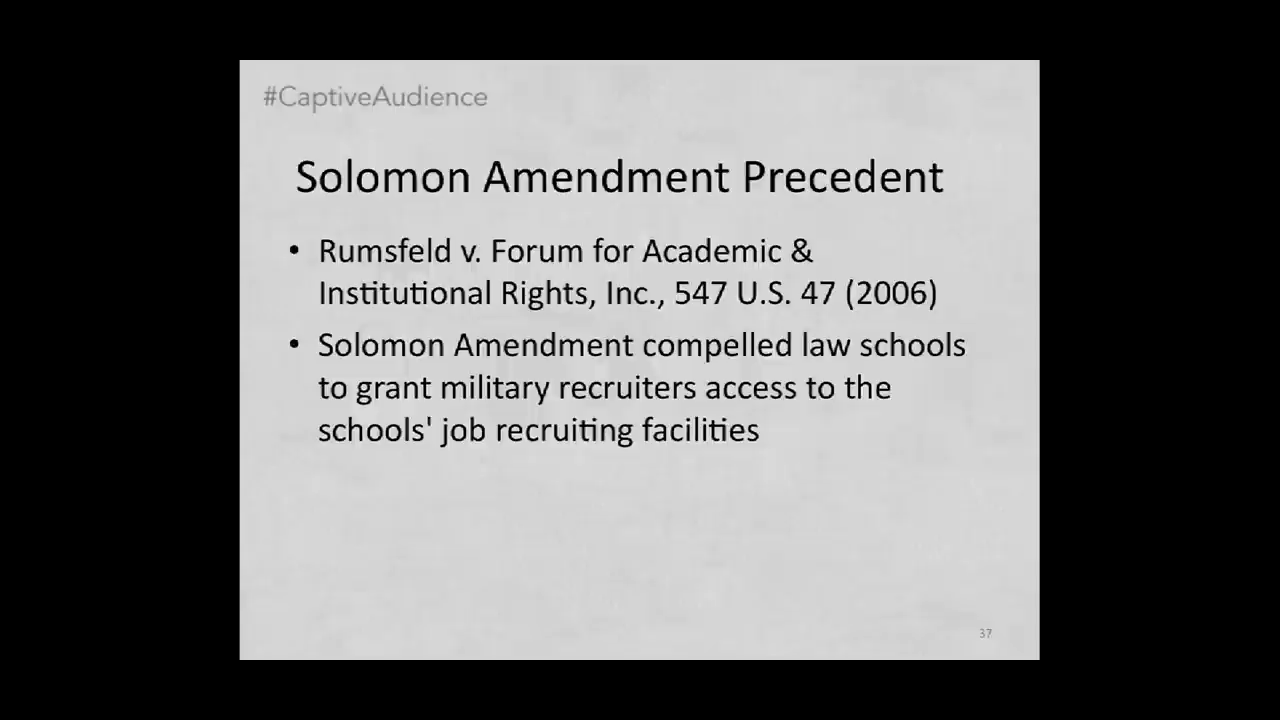 #CaptiveAudience
Solomon Amendment Precedent
• Rumsfeld v. Forum for Academic &
Institutional Rights, Inc., 547 U.S. 47 (2006)
• Solomon Amendment compelled law schools
to grant military recruiters access to the
schools' job recruiting facilities
37